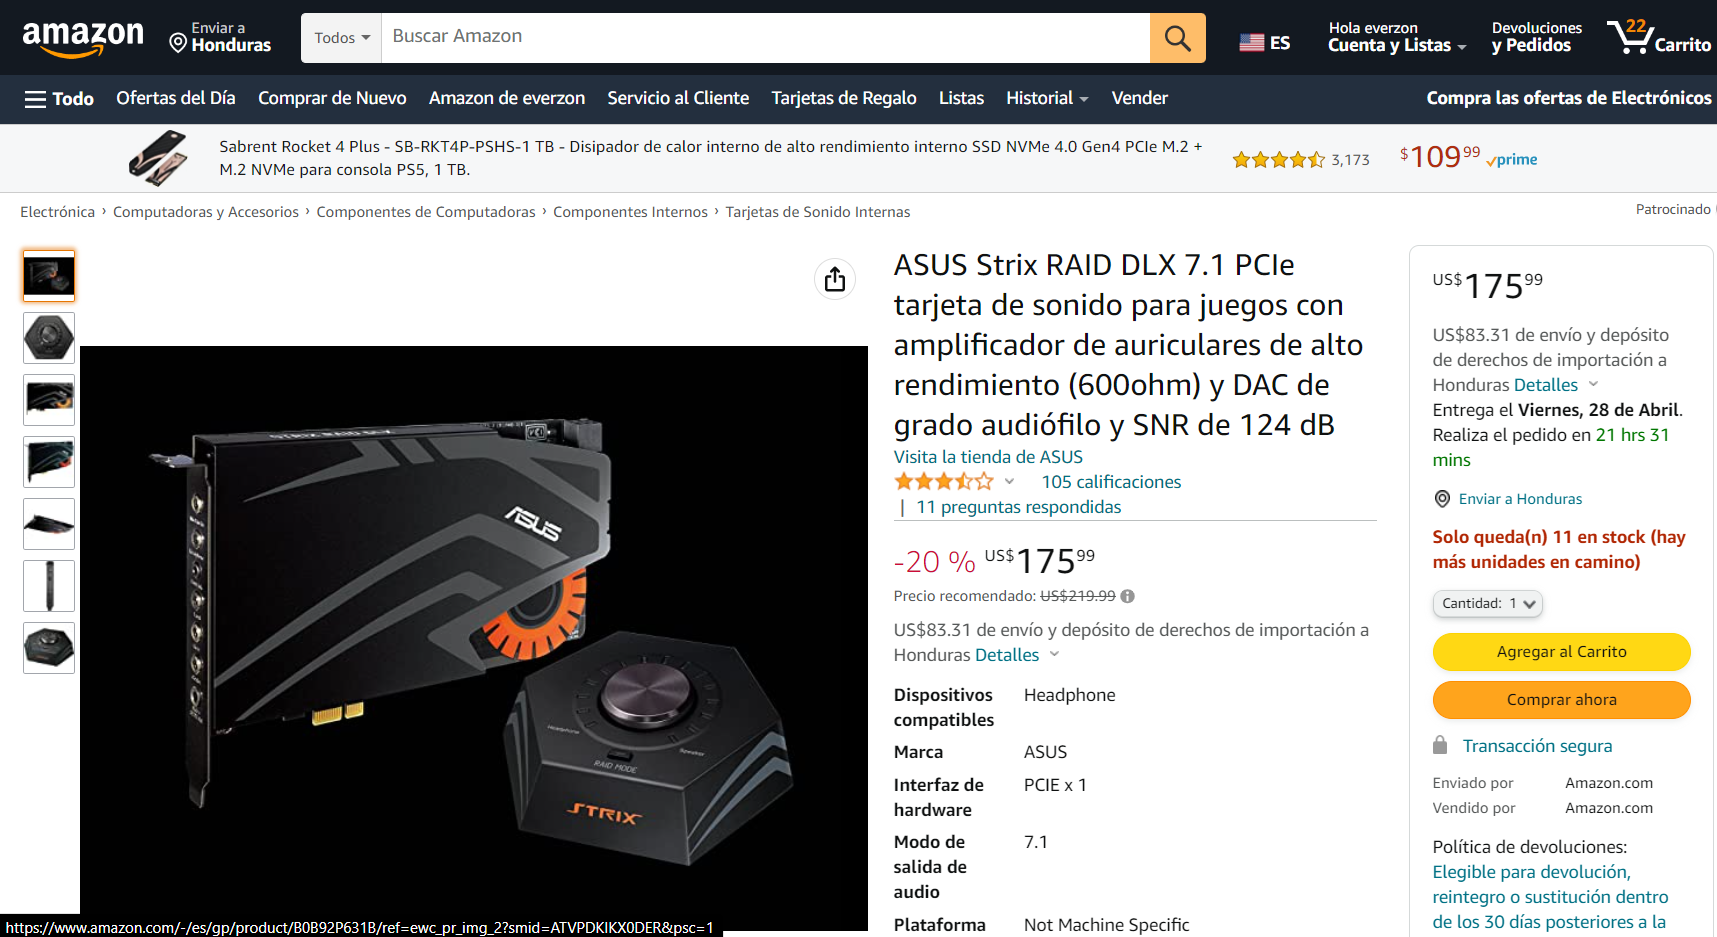 amazon
Enviar a
Honduras
Todos
Buscar Amazon
ES
Hola everzon
Cuenta y Listas
Devoluciones
y Pedidos
22
Carrito
Todo
Ofertas del Día
Comprar de Nuevo
Amazon de everzon
Servicio al Cliente
Tarjetas de Regalo
Listas
Historial
Vender
Compra las ofertas de Electrónicos
Sabrent Rocket 4 Plus - SB-RKT4P-PSHS-1 TB - Disipador de calor interno de alto rendimiento interno SSD NVMe 4.0 Gen4 PCIe M.2 +
M.2 NVMe para consola PS5, 1 TB.
3,173
$109 99
prime
Electrónica › Computadoras y Accesorios › Componentes de Computadoras › Componentes Internos › Tarjetas de Sonido Internas
Patrocinado
STRIX RAID DLX
ASUS
Headphone
Speaker
RAID MODE
STRIX
ASUS Strix RAID DLX 7.1 PCIe
tarjeta de sonido para juegos con
amplificador de auriculares de alto
rendimiento (600ohm) y DAC de
grado audiófilo y SNR de 124 dB
Visita la tienda de ASUS
105 calificaciones
| 11 preguntas respondidas
-20 % US$175 99
Precio recomendado: US$219.99
US$83.31 de envío y depósito de derechos de importación a
Honduras Detalles
Dispositivos compatibles Headphone
Marca ASUS
Interfaz de hardware PCIE x 1
Modo de salida de audio 7.1
Plataforma Not Machine Specific
US$175 99
US$83.31 de envío y depósito
de derechos de importación a
Honduras Detalles
Entrega el Viernes, 28 de Abril.
Realiza el pedido en 21 hrs 31
mins
Enviar a Honduras
Solo queda(n) 11 en stock (hay
más unidades en camino)
Cantidad: 1
Agregar al Carrito
Comprar ahora
Transacción segura
Enviado por Amazon.com
Vendido por Amazon.com
Política de devoluciones:
Elegible para devolución,
reintegro o sustitución dentro
de los 30 días posteriores a la
https://www.amazon.com/-/es/gp/product/B0B92P631B/ref=ewc_pr_img_2?smid=ATVPDKIKX0DER&psc=1